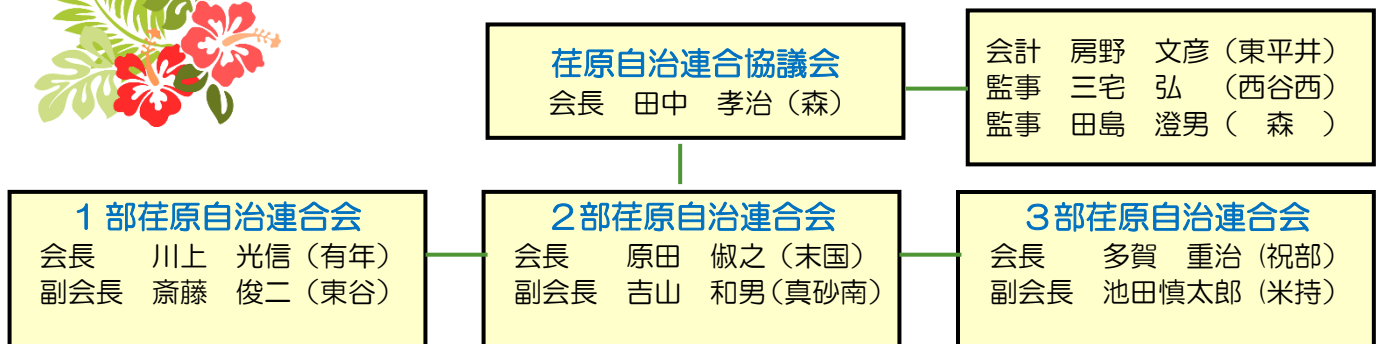 荏原自治連合協議会
会長　田中　孝治（森）
会計　房野　文彦（東平井）
監事　三宅　弘　（西谷西）
監事　田島　澄男（　森　）
１部荏原自治連合会
会長　　川上　光信（有年）
副会長　斎藤　俊二（東谷）
２部荏原自治連合会
会長　　　原田　俶之（末国）
副会長　吉山　和男（真砂南）
３部荏原自治連合会
会長　　　多賀　重治（祝部）
副会長　池田慎太郎（米持）